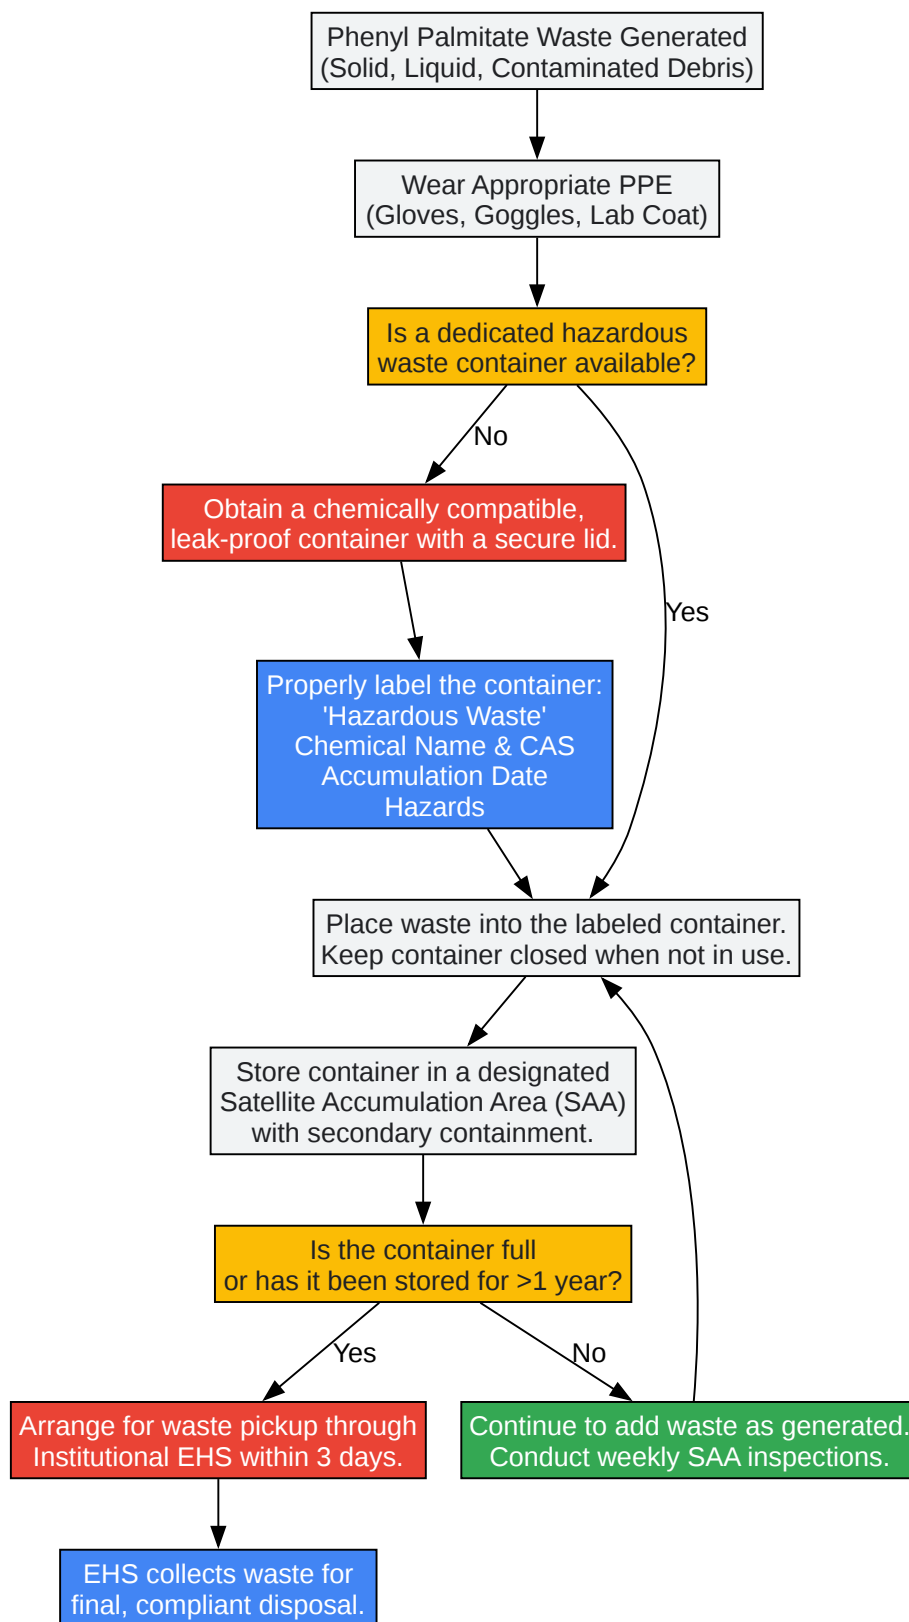 Phenyl Palmitate Waste Generated
(Solid, Liquid, Contaminated Debris)
Wear Appropriate PPE
(Gloves, Goggles, Lab Coat)
Is a dedicated hazardous
waste container available?
No
Obtain a chemically compatible,
leak-proof container with a secure lid.
Yes
Properly label the container:
'Hazardous Waste'
Chemical Name & CAS
Accumulation Date
Hazards
Place waste into the labeled container.
Keep container closed when not in use.
Store container in a designated
Satellite Accumulation Area (SAA)
with secondary containment.
Is the container full
or has it been stored for >1 year?
Yes
No
Arrange for waste pickup through
Institutional EHS within 3 days.
Continue to add waste as generated.
Conduct weekly SAA inspections.
EHS collects waste for
final, compliant disposal.